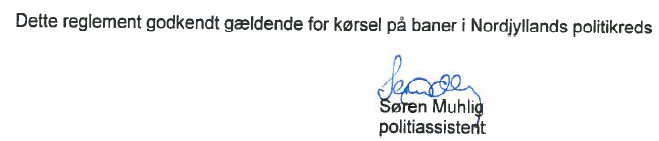 Dette reglement godkendt gældende for kørsel på baner i Nordjyllands politikreds
Søren Muhlig
politiassistent